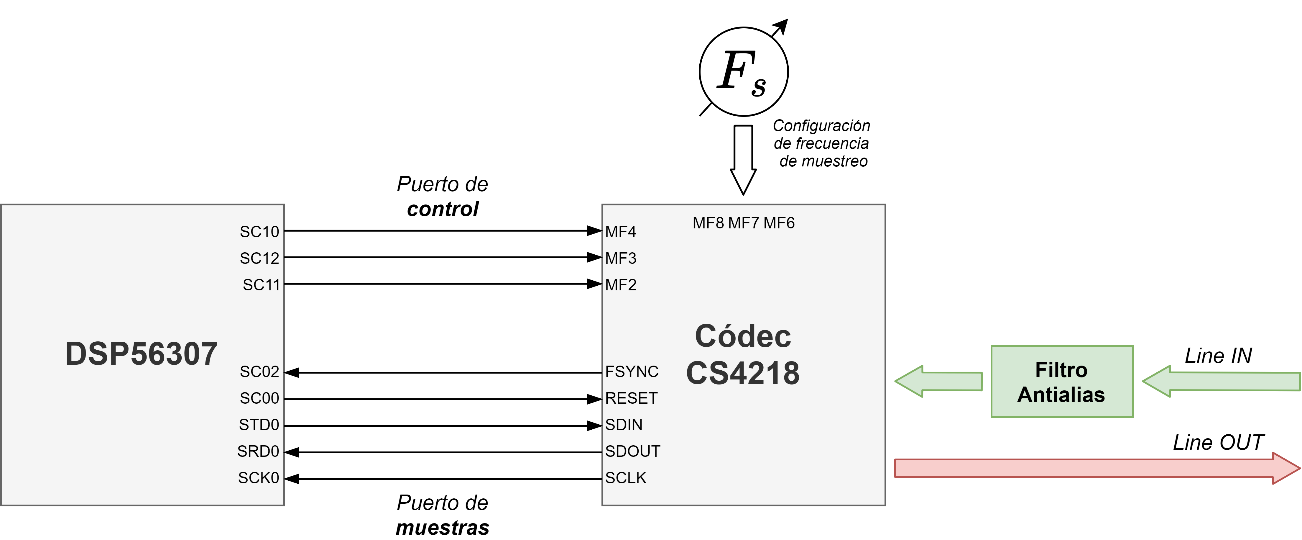 Fs
Configuración
de frecuencia
de muestreo
Puerto de
control
MF8 MF7 MF6
SC10
MF4
SC12
MF3
SC11
MF2
DSP56307
Códec
CS4218
SC02
FSYNC
SC00
RESET
STD0
SDIN
SRD0
SDOUT
SCK0
SCLK
Filtro
Antialias
Line IN
Line OUT
Puerto de
muestras